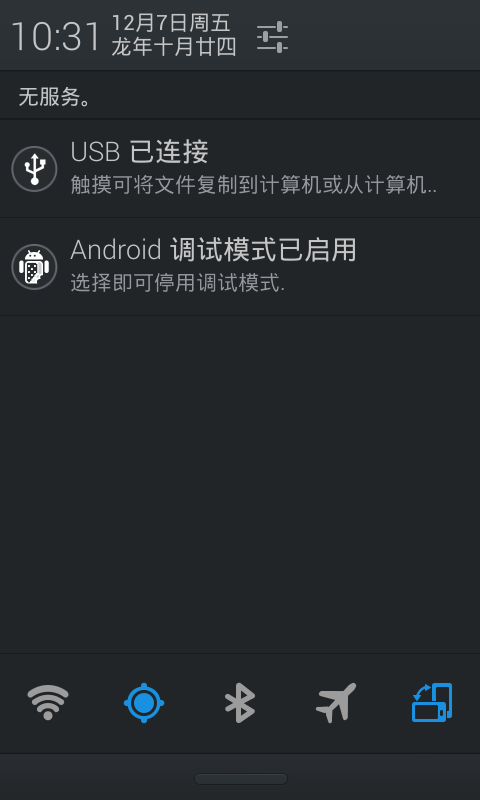 10:31
12月7日周五
龙年十月廿四
无服务。
USB 已连接
触摸可将文件复制到计算机或从计算机..
Android 调试模式已启用
选择即可停用调试模式.